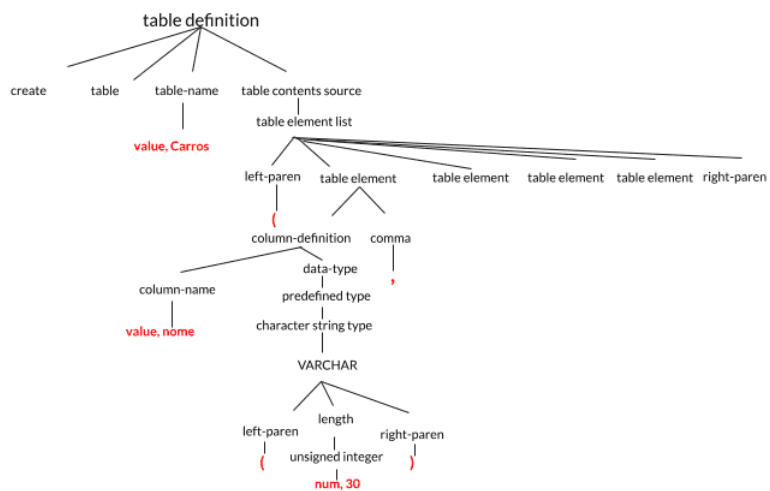 table definition
create table table-name table contents source
table element list
value, Carros
left-paren table element table element table element table element right-paren
(
column-definition comma
data-type ,
column-name predefined type
value, nome character string type
VARCHAR
length
left-paren right-paren
( unsigned integer )
num, 30